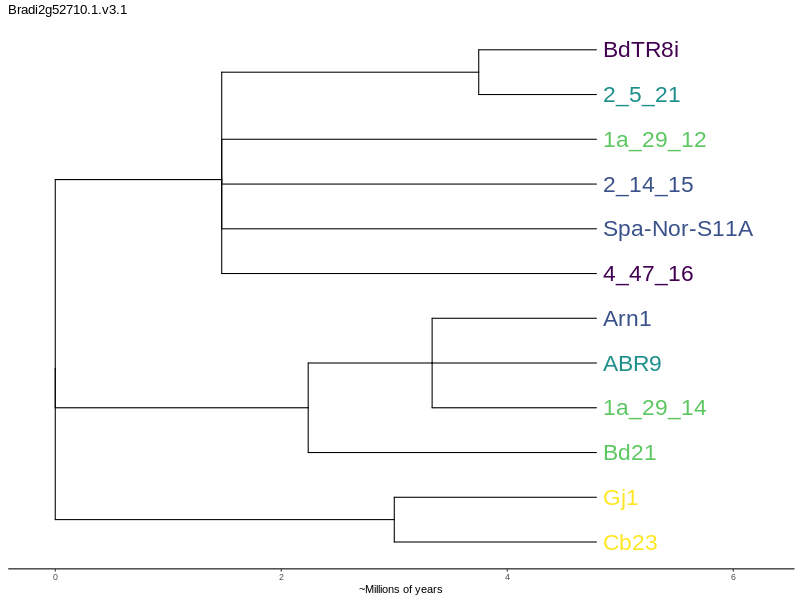 Bradi2g52710.1.v3.1
BdTR8i
2_5_21
1a_29_12
2_14_15
Spa-Nor-S11A
4_47_16
Arn1
ABR9
1a_29_14
Bd21
Gj1
Cb23
0 2 4 6
~Millions of years